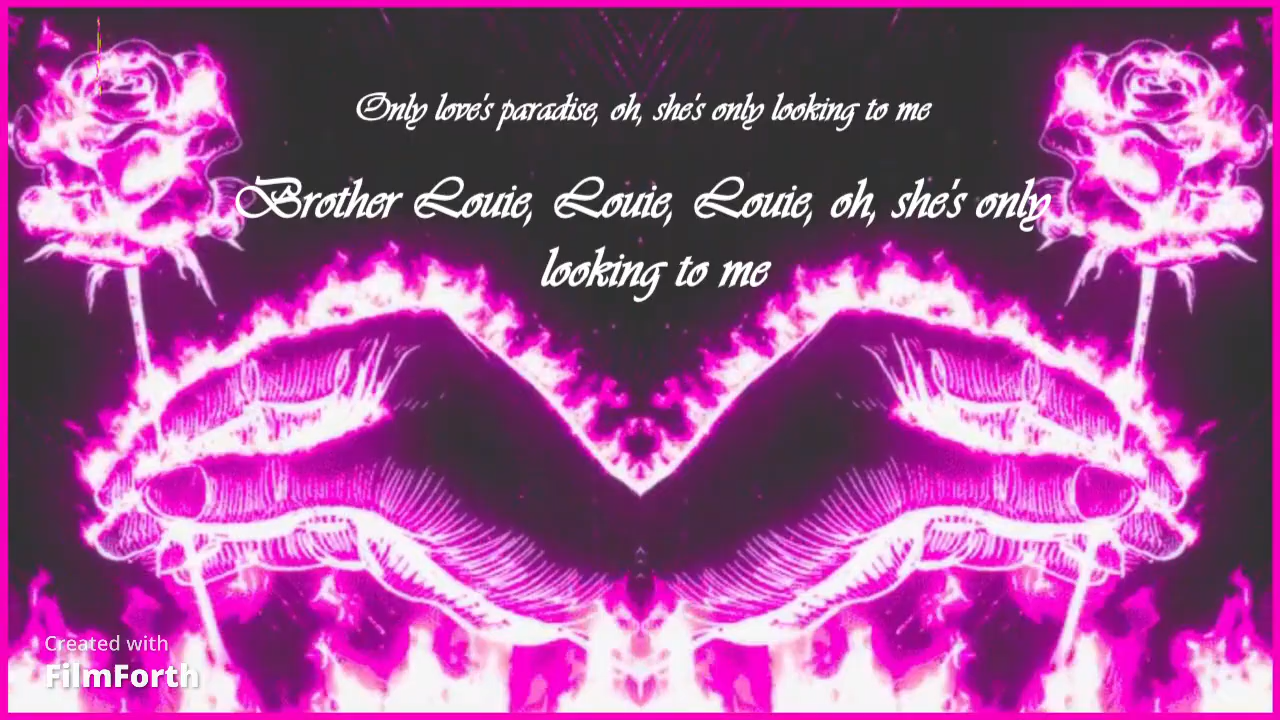 Only love's paradise, oh, she's only looking to me
Brother Louie, Louie, Louie, oh, she's only
looking to me
Created with
FilmForth